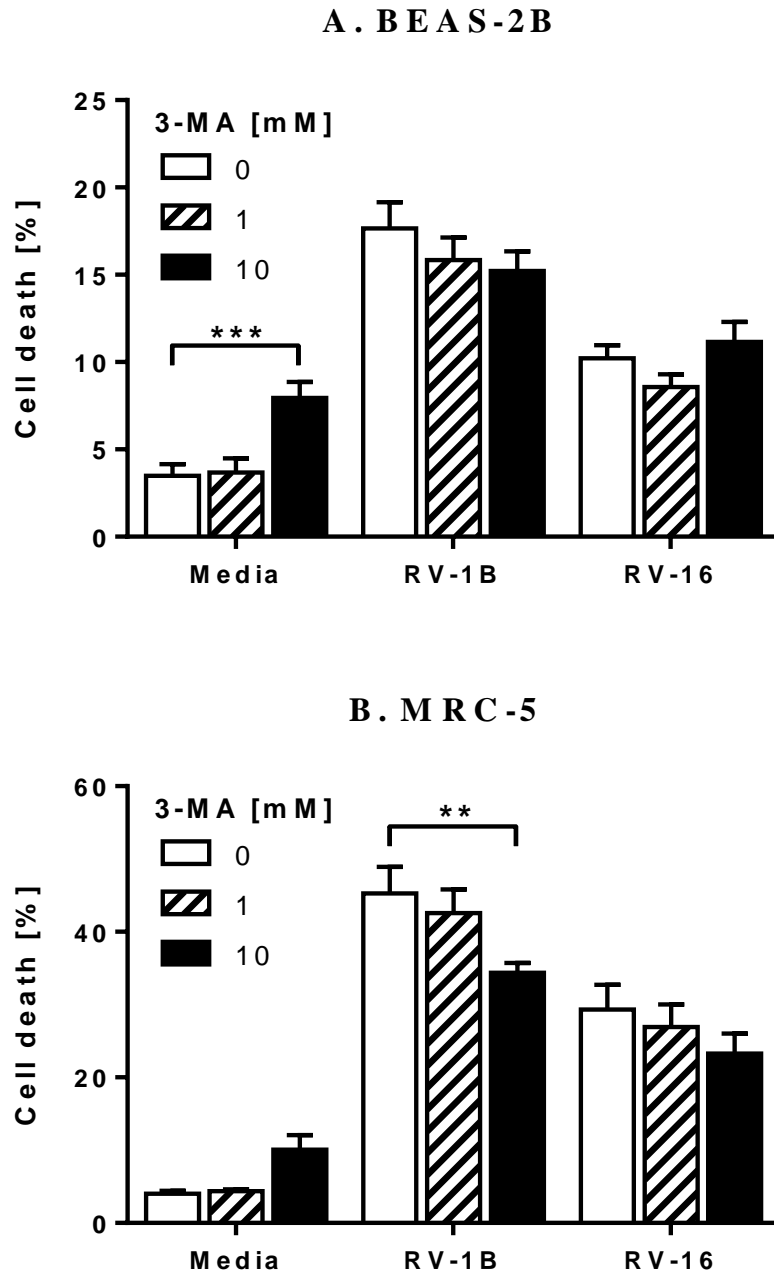 A. BEAS-2B
25
3-MA [mM]
0
20
1
15
10
***
10
5
0
Cell death [%]
Media RV-1B RV-16
B. MRC-5
60
3-MA [mM]
**
0
1
40
10
20
0
Cell death [%]
Media RV-1B RV-16